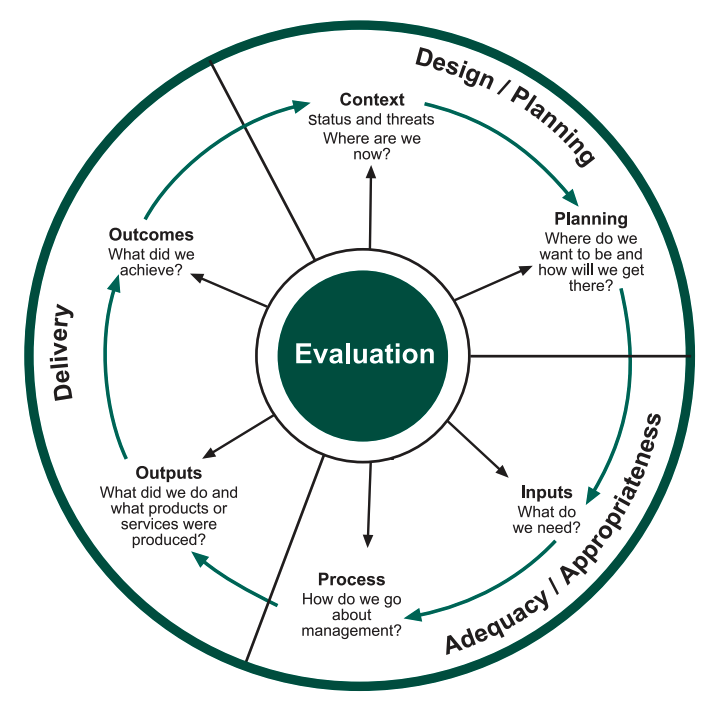 Design / Planning
Context
status and threats
Where are we
now?
Planning
Where do we
want to be and
how will we get
there?
Outcomes
What did we
achieve?
Delivery
Evaluation
Outputs
What did we do and
what products or
services were
produced?
Inputs
What do
we need?
Process
How do we go
about
management?
Adequacy / Appropriateness